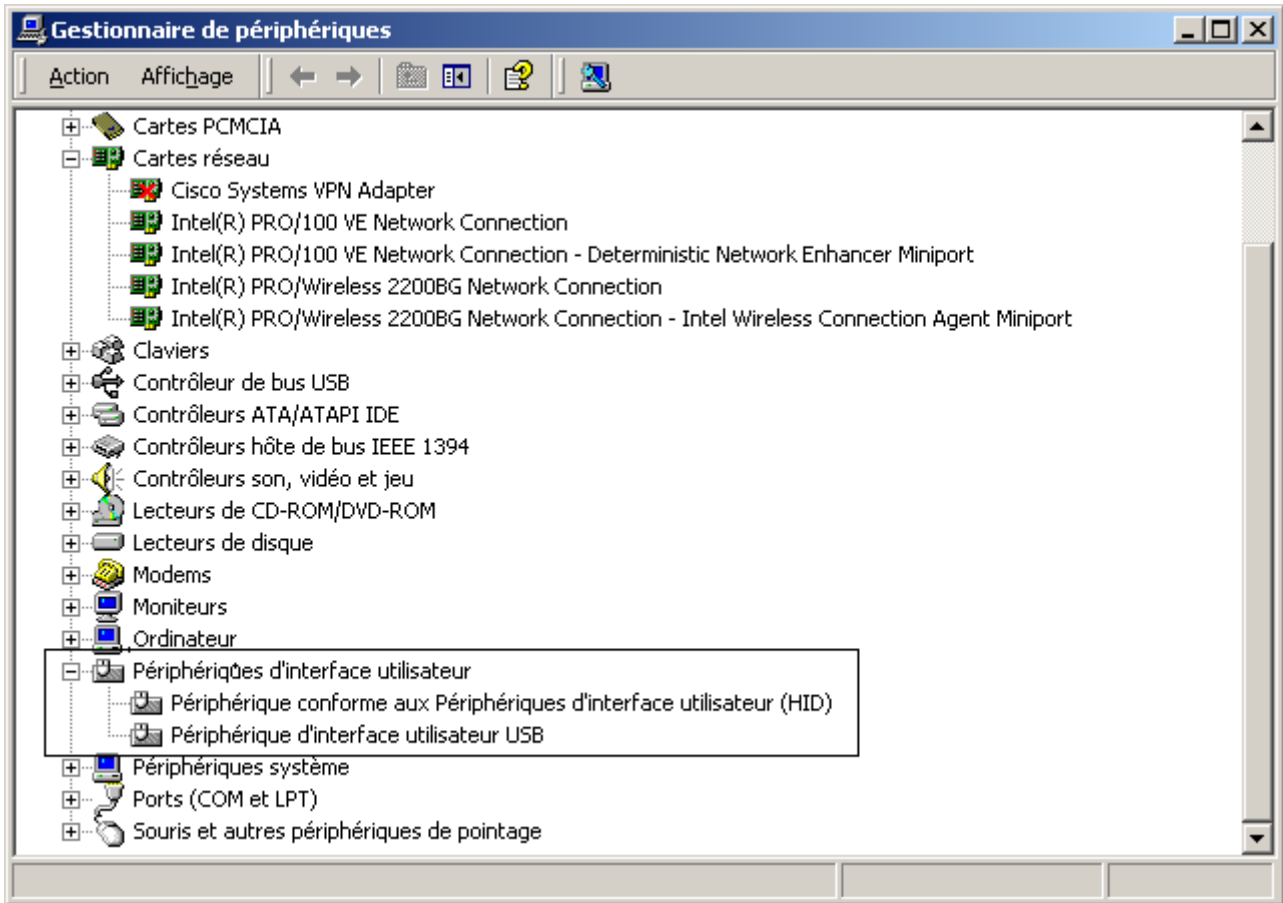 Gestionnaire de périphériques
Action Affichage
Cartes PCMCIA
Cartes réseau
Cisco Systems VPN Adapter
Intel(R) PRO/100 VE Network Connection
Intel(R) PRO/100 VE Network Connection - Deterministic Network Enhancer Miniport
Intel(R) PRO/Wireless 2200BG Network Connection
Intel(R) PRO/Wireless 2200BG Network Connection - Intel Wireless Connection Agent Miniport
Claviers
Contrôleur de bus USB
Contrôleurs ATA/ATAPI IDE
Contrôleurs hôte de bus IEEE 1394
Contrôleurs son, vidéo et jeu
Lecteurs de CD-ROM/DVD-ROM
Lecteurs de disque
Modems
Moniteurs
Ordinateur
Périphériques d'interface utilisateur
Périphérique conforme aux Périphériques d'interface utilisateur (HID)
Périphérique d'interface utilisateur USB
Périphériques système
Ports (COM et LPT)
Souris et autres périphériques de pointage